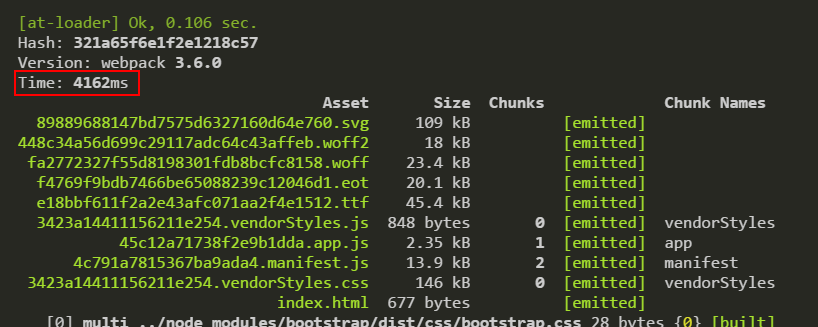 [at-loader] Ok, 0.106 sec.
Hash: 321a65f6e1f2e1218c57
Version: webpack 3.6.0
Time: 4162ms
Asset Size Chunks Chunk Names
89889688147bd7575d6327160d64e760.svg 109 kB [emitted]
448c34a56d699c29117adc64c43affeb.woff2 18 kB [emitted]
fa2772327f55d8198301fdb8bcfc8158.woff 23.4 kB [emitted]
f4769f9bdb7466be65088239c12046d1.eot 20.1 kB [emitted]
e18bbf611f2a2e43afc071aa2f4e1512.ttf 45.4 kB [emitted]
3423a14411156211e254.vendorStyles.js 848 bytes 0 [emitted] vendorStyles
45c12a71738f2e9b1dda.app.js 2.35 kB 1 [emitted] app
4c791a7815367ba9ada4.manifest.js 13.9 kB 2 [emitted] manifest
3423a14411156211e254.vendorStyles.css 146 kB 0 [emitted] vendorStyles
index.html 677 bytes [emitted]
[0] multi ../node_modules/bootstrap/dist/css/bootstrap.css 28 bytes {0} [built]